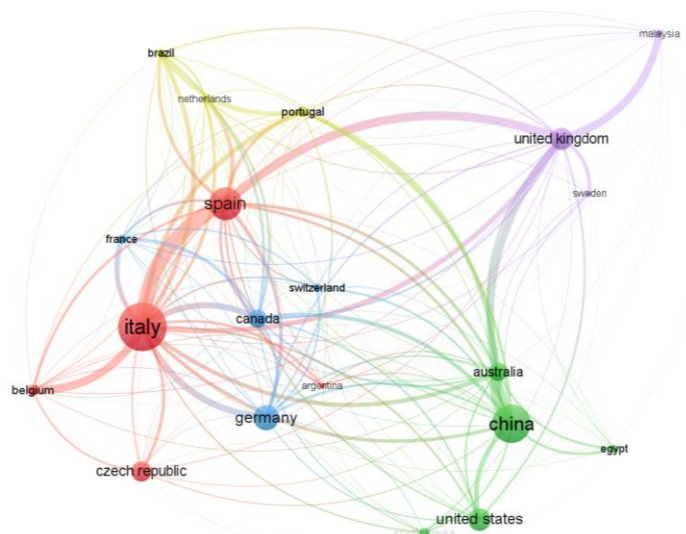 malaysia
brazil
netherlands
portugal
united kingdom
sweden
spain
france
switzerland
canada
italy
australia
argentina
belgium
germany
china
egypt
czech republic
united states